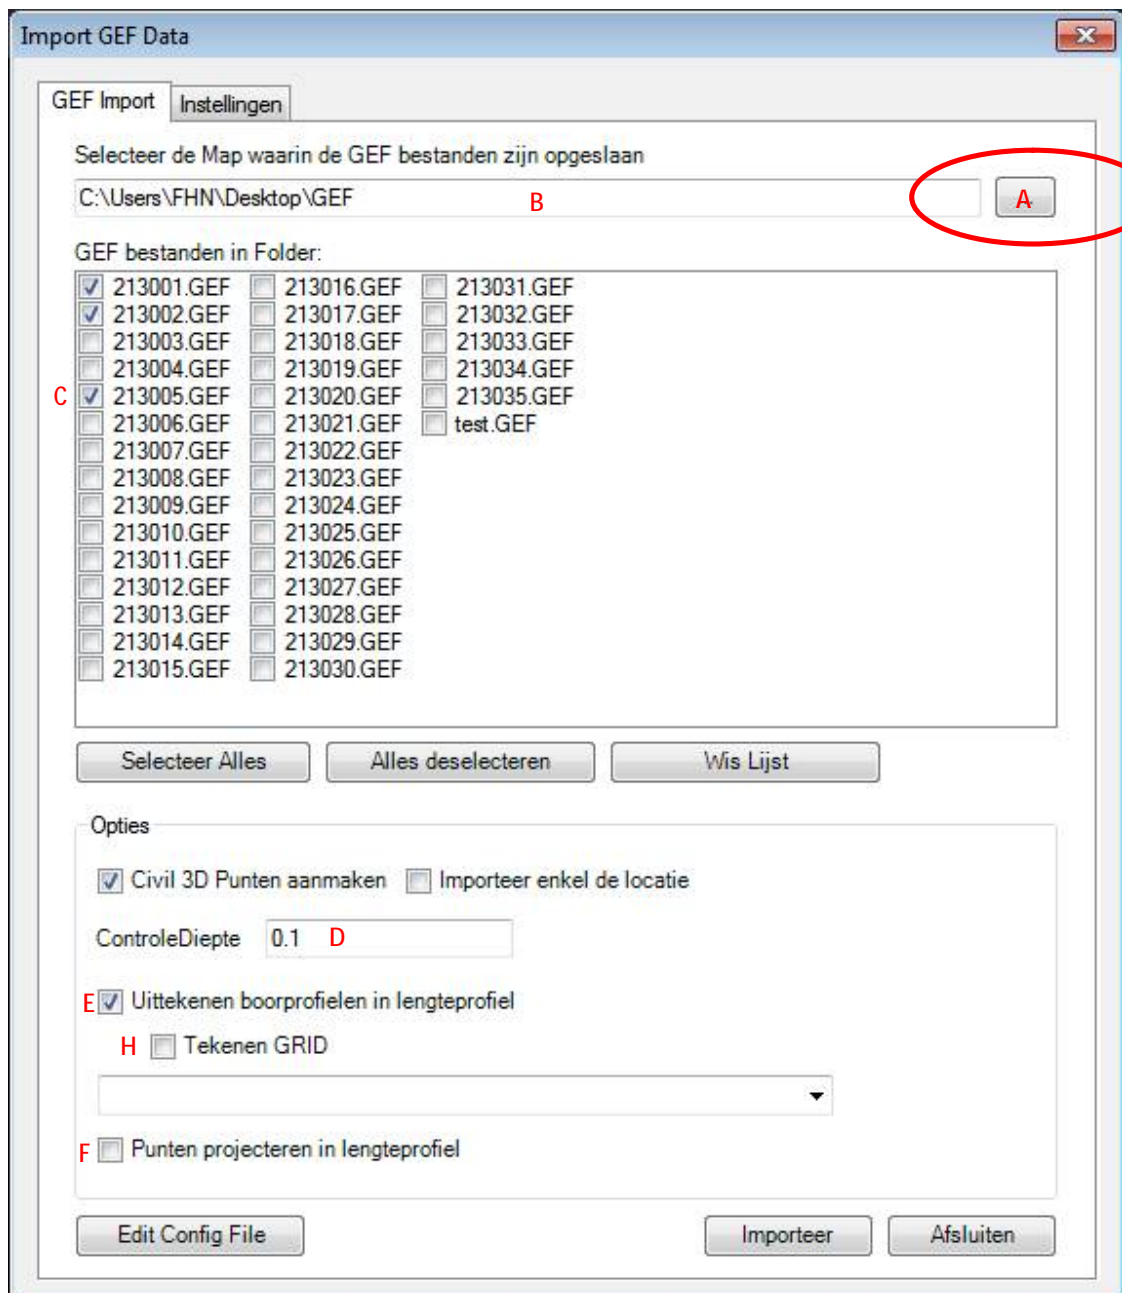 Import GEF Data
GEF Import Instellingen
Selecteer de Map waarin de GEF bestanden zijn opgeslaan
C:\Users\FHN\Desktop\GEF B A
GEF bestanden in Folder:
213001.GEF 213016.GEF 213031.GEF
213002.GEF 213017.GEF 213032.GEF
213003.GEF 213018.GEF 213033.GEF
213004.GEF 213019.GEF 213034.GEF
C 213005.GEF 213020.GEF 213035.GEF
213006.GEF 213021.GEF test.GEF
213007.GEF 213022.GEF
213008.GEF 213023.GEF
213009.GEF 213024.GEF
213010.GEF 213025.GEF
213011.GEF 213026.GEF
213012.GEF 213027.GEF
213013.GEF 213028.GEF
213014.GEF 213029.GEF
213015.GEF 213030.GEF
Selecteer Alles Alles deselecteren Wis Lijst
Opties
Civil 3D Punten aanmaken Importeer enkel de locatie
ControleDiepte 0.1 D
E Uittekenen boorprofielen in lengteprofiel
H Tekenen GRID
F Punten projecteren in lengteprofiel
Edit Config File Importeer Afsluiten